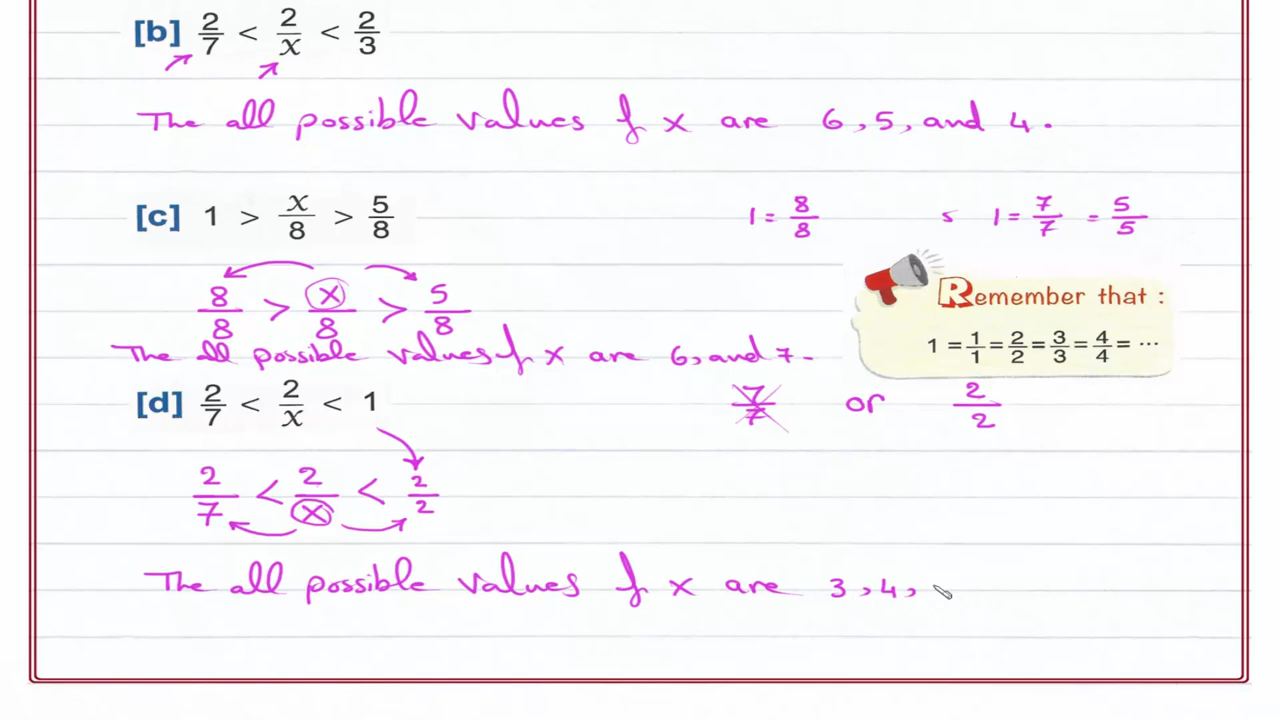 [b] 2/7 < 2/x < 2/3
The all possible values of x are 6, 5, and 4.
[c] 1 > x/8 > 5/8
1 = 8/8 , 1 = 7/7 = 5/5
8/8 > x/8 > 5/8
Remember that :
1 = 1/1 = 2/2 = 3/3 = 4/4 = ...
The all possible values of x are 6, and 7.
[d] 2/7 < 2/x < 1
7/7 or 2/2
2/7 < 2/x < 2/2
The all possible values of x are 3, 4,